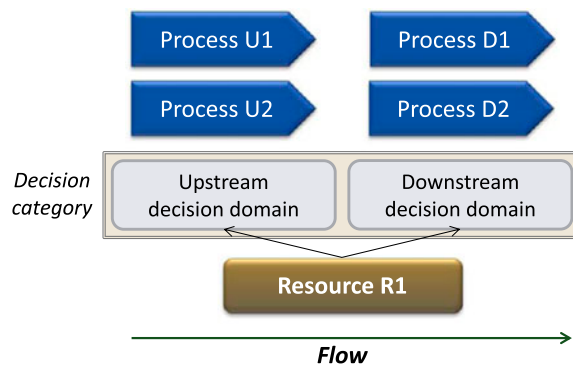 Process U1
Process D1
Process U2
Process D2
Decision
category
Upstream
decision domain
Downstream
decision domain
Resource R1
Flow